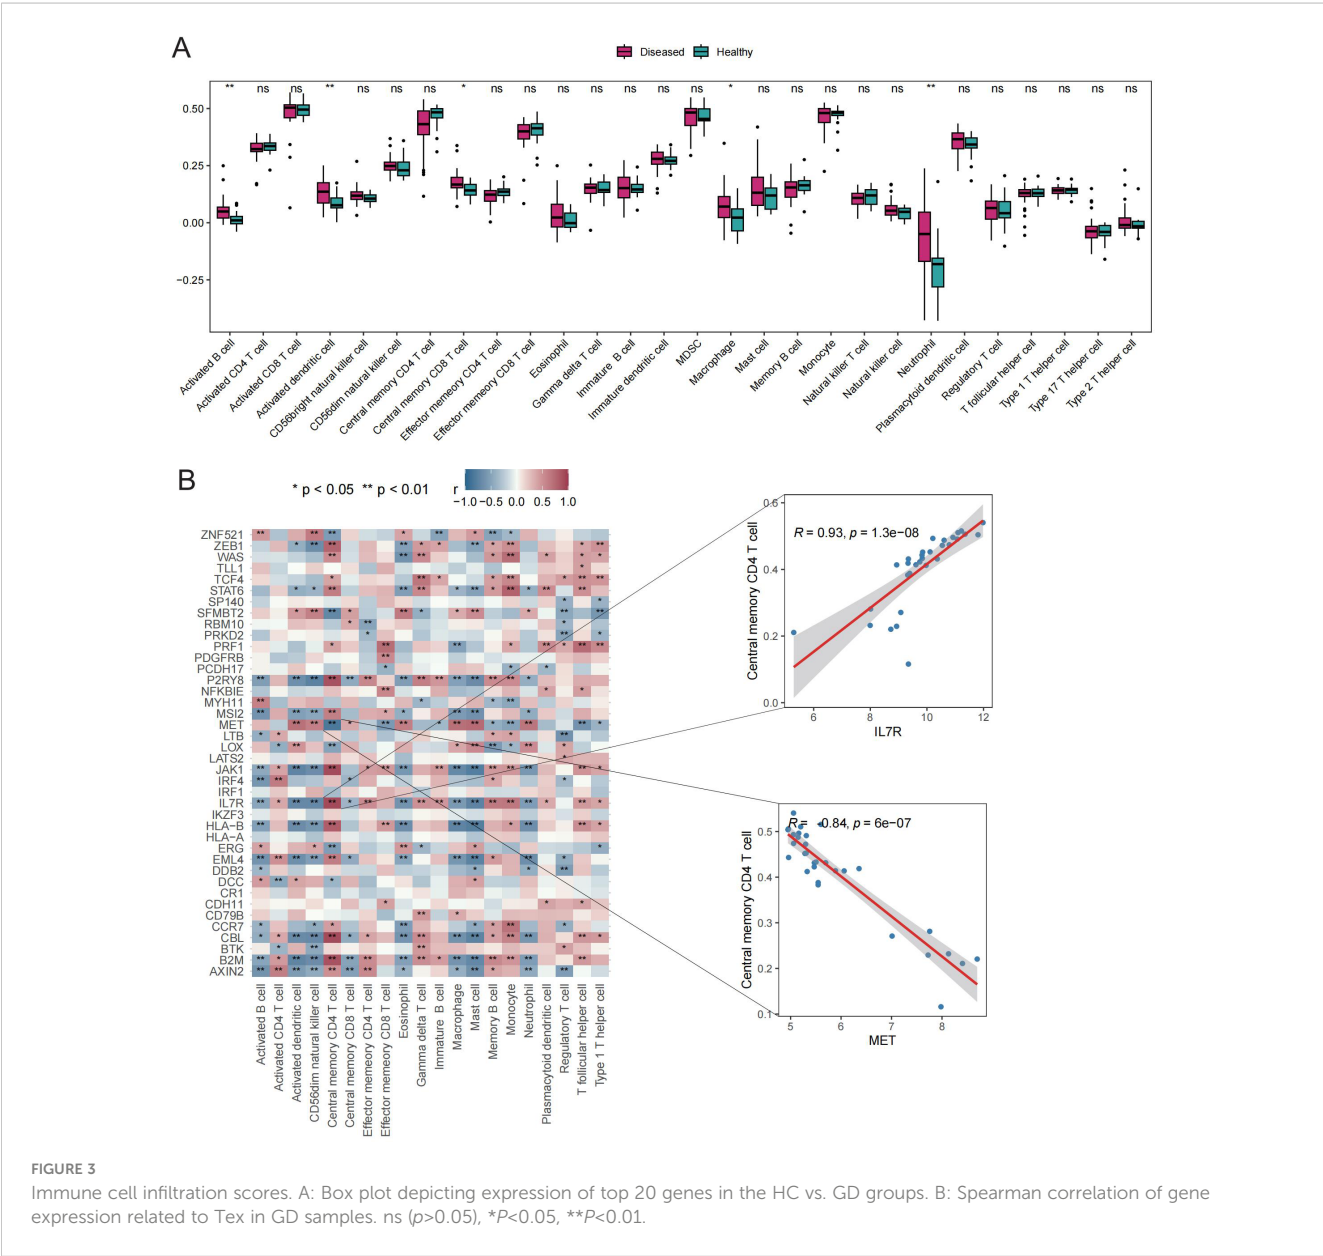 A
Diseased Healthy
** ns ns ** ns ns ns * ns ns ns ns ns ns ns * ns ns ns ns ns ** ns ns ns ns ns ns
0.50
0.25
0.00
−0.25
Activated B cell
Activated CD4 T cell
Activated CD8 T cell
Activated dendritic cell
CD56bright natural killer cell
CD56dim natural killer cell
Central memory CD4 T cell
Central memory CD8 T cell
Effector memeory CD4 T cell
Effector memeory CD8 T cell
Eosinophil
Gamma delta T cell
Immature B cell
Immature dendritic cell
MDSC
Macrophage
Mast cell
Memory B cell
Monocyte
Natural killer T cell
Natural killer cell
Neutrophil
Plasmacytoid dendritic cell
Regulatory T cell
T follicular helper cell
Type 1 T helper cell
Type 17 T helper cell
Type 2 T helper cell
B
* p < 0.05 ** p < 0.01 r
−1.0 −0.5 0.0 0.5 1.0
ZNF521
ZEB1
WAS
TLL1
TCF4
STAT6
SP140
SFMBT2
RBM10
PRKD2
PRF1
PDGFRB
PCDH17
P2RY8
NFKBIE
MYH11
MSI2
MET
LTB
LOX
LATS2
JAK1
IRF4
IRF1
IL7R
IKZF3
HLA−B
HLA−A
ERG
EML4
DDB2
DCC
CR1
CDH11
CD79B
CCR7
CBL
BTK
B2M
AXIN2
Activated B cell
Activated CD4 T cell
Activated dendritic cell
CD56dim natural killer cell
Central memory CD4 T cell
Central memory CD8 T cell
Effector memeory CD4 T cell
Effector memeory CD8 T cell
Eosinophil
Gamma delta T cell
Immature B cell
Macrophage
Mast cell
Memory B cell
Monocyte
Neutrophil
Plasmacytoid dendritic cell
Regulatory T cell
T follicular helper cell
Type 1 T helper cell
R = 0.93, p = 1.3e−08
Central memory CD4 T cell
0.6
0.4
0.2
0.0
6 8 10 12
IL7R
R = −0.84, p = 6e−07
Central memory CD4 T cell
0.5
0.4
0.3
0.2
0.1
5 6 7 8
MET
FIGURE 3
Immune cell infiltration scores. A: Box plot depicting expression of top 20 genes in the HC vs. GD groups. B: Spearman correlation of gene
expression related to Tex in GD samples. ns (p>0.05), *P<0.05, **P<0.01.